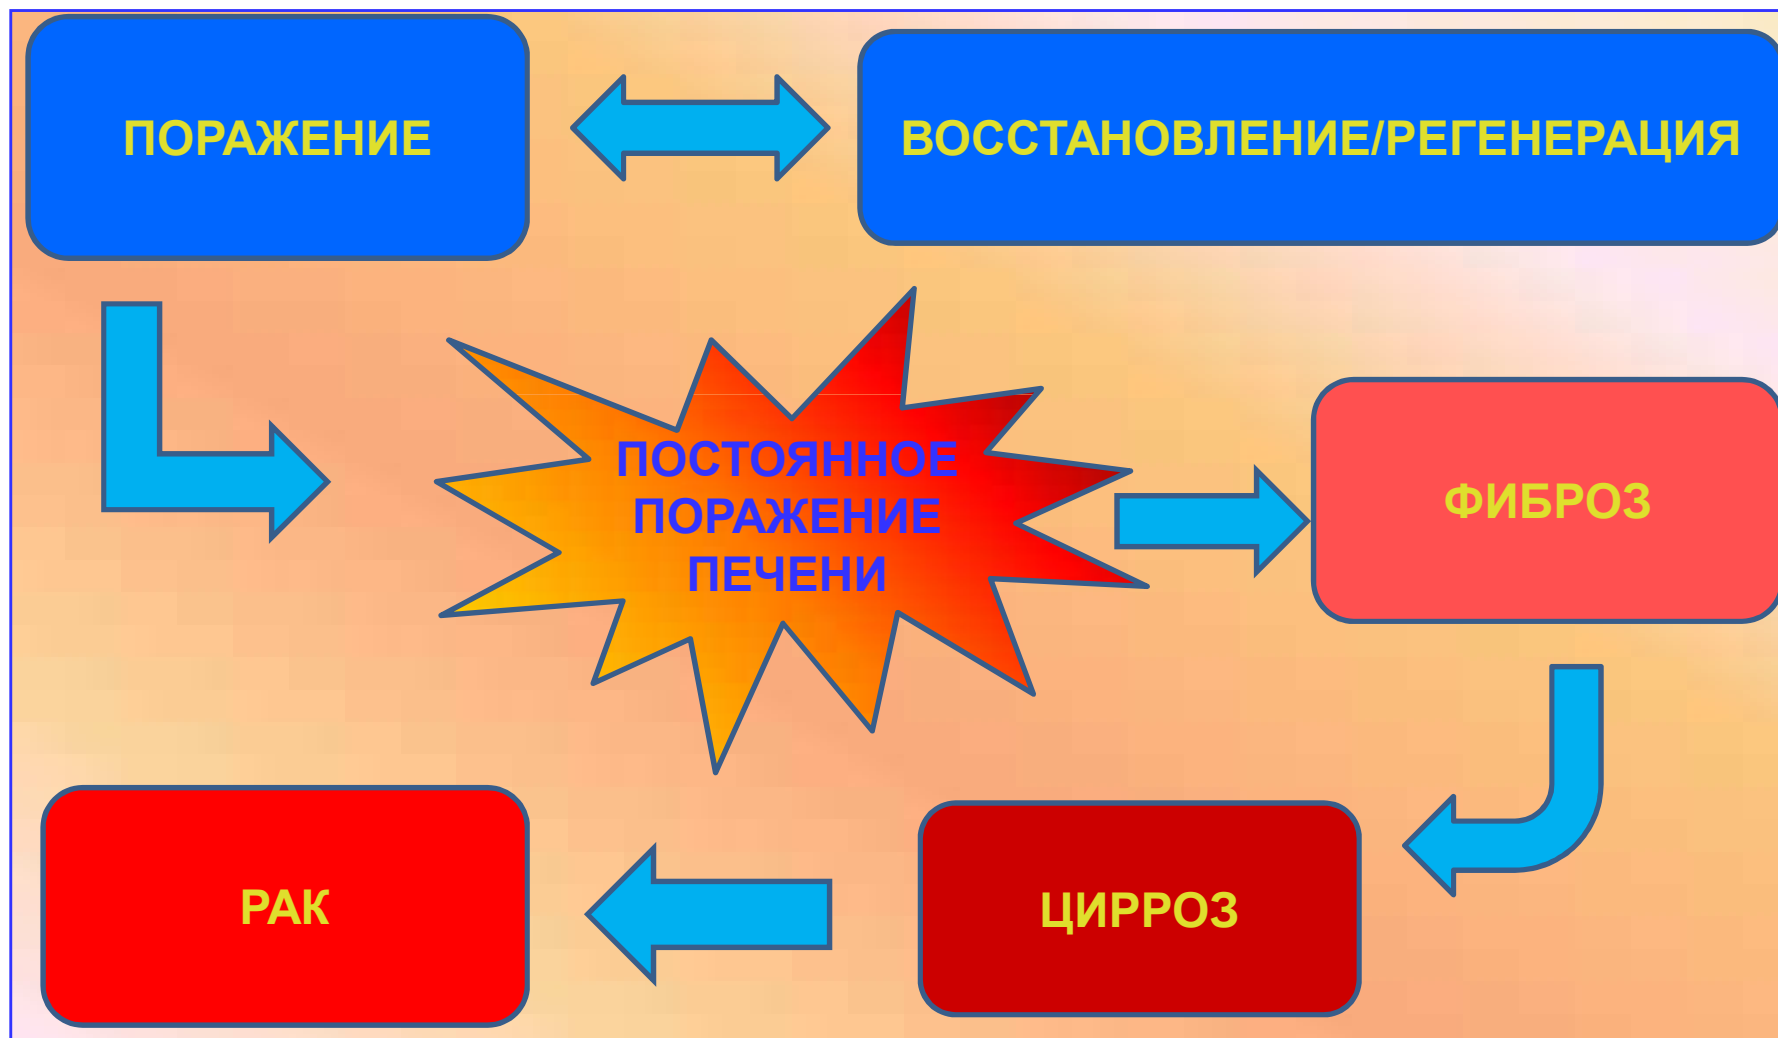 ПОРАЖЕНИЕ
ВОССТАНОВЛЕНИЕ/РЕГЕНЕРАЦИЯ
ПОСТОЯННОЕ
ПОРАЖЕНИЕ
ПЕЧЕНИ
ФИБРОЗ
ЦИРРОЗ
РАК